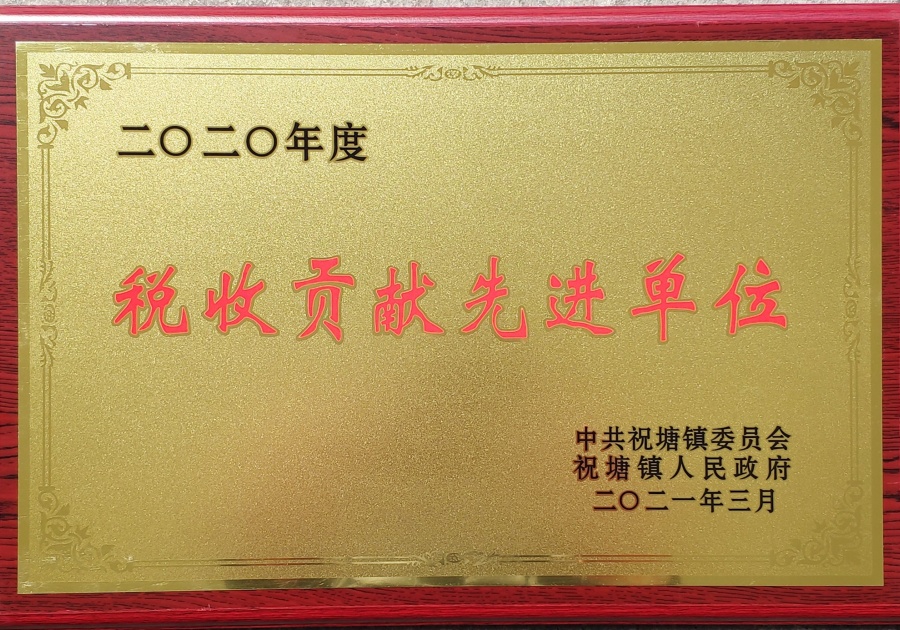 二〇二〇年度
税收贡献先进单位
中共祝塘镇委员会
祝塘镇人民政府
二〇二一年三月